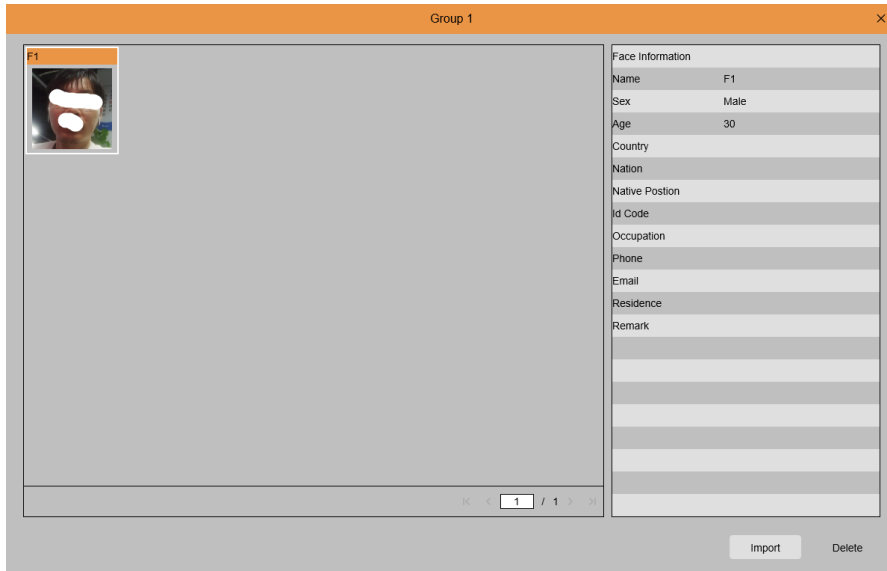 Group 1
F1
Face Information
Name F1
Sex Male
Age 30
Country
Nation
Native Postion
Id Code
Occupation
Phone
Email
Residence
Remark
1 / 1
Import Delete